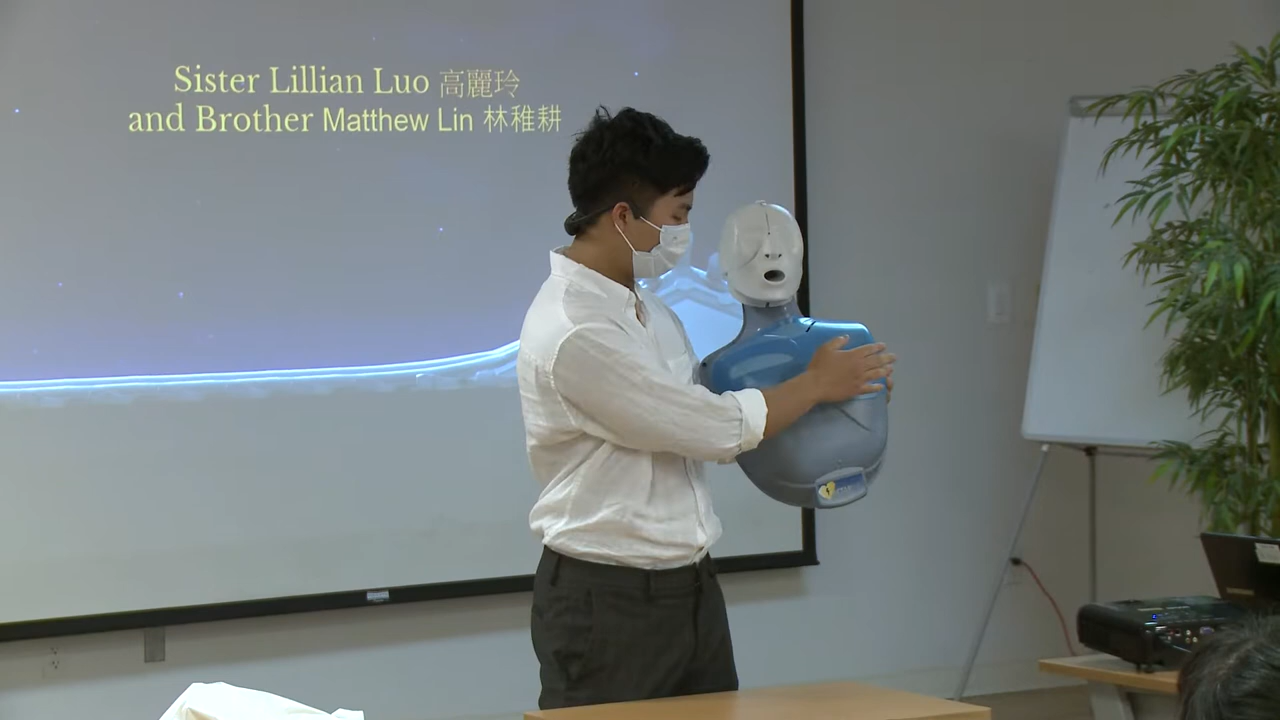 Sister Lillian Luo 高麗玲
and Brother Matthew Lin 林稚耕